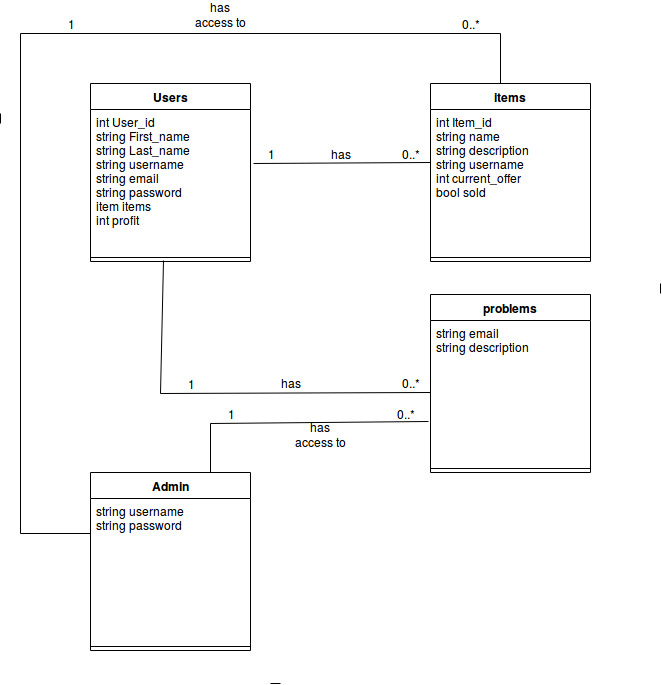 has
access to
1
0..*
Users
int User_id
string First_name
string Last_name
string username
string email
string password
item items
int profit
1
has
0..*
items
int Item_id
string name
string description
string username
int current_offer
bool sold
problems
string email
string description
1
has
0..*
1
has
access to
0..*
Admin
string username
string password